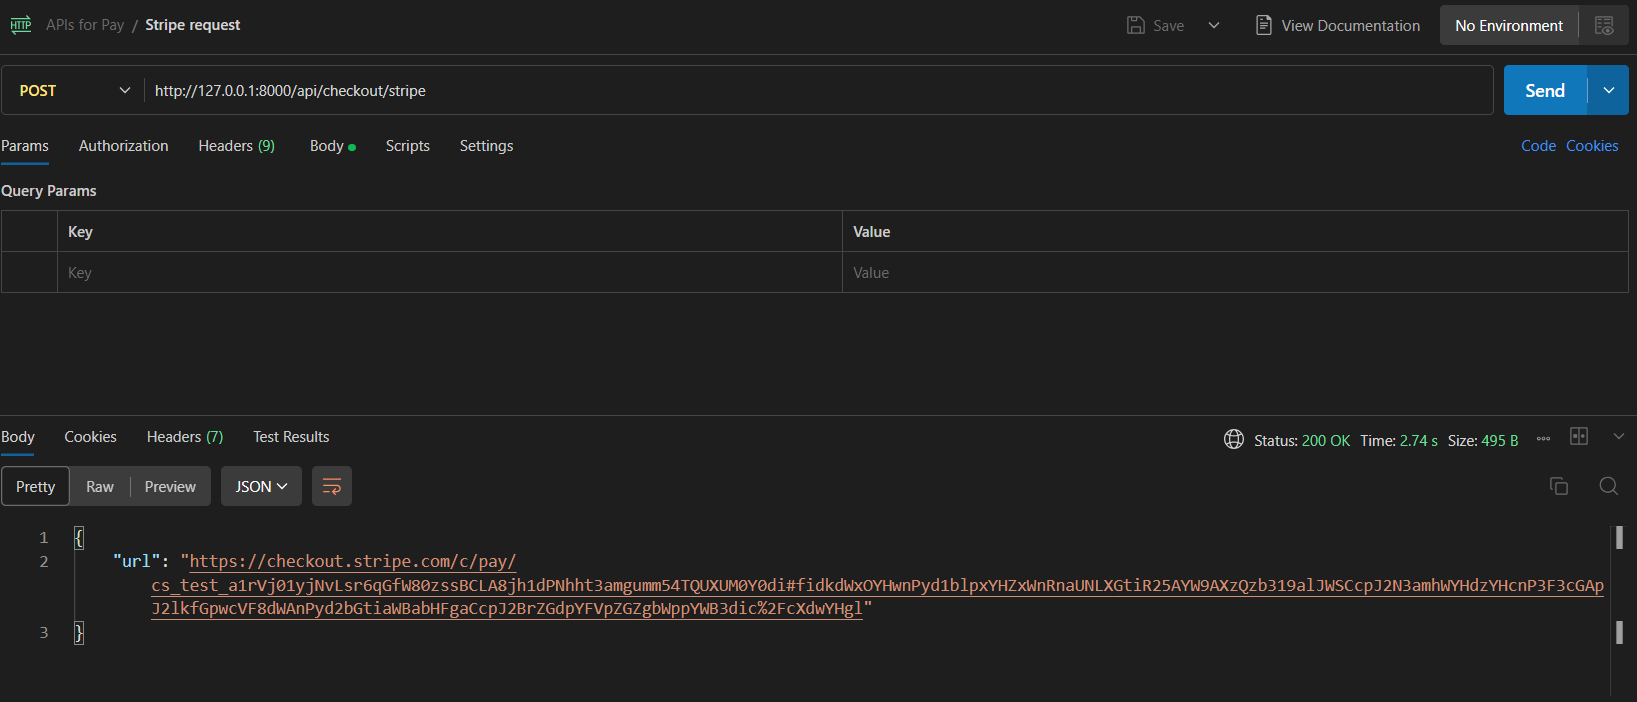 HTTP APIs for Pay / Stripe request Save View Documentation No Environment
POST http://127.0.0.1:8000/api/checkout/stripe Send
Params Authorization Headers (9) Body Scripts Settings Code Cookies
Query Params
Key Value
Key Value
Body Cookies Headers (7) Test Results Status: 200 OK Time: 2.74 s Size: 495 B
Pretty Raw Preview JSON
1 {
2 "url": "https://checkout.stripe.com/c/pay/
cs_test_a1rVj01yjNvLsr6qGfW80zssBCLA8jh1dPNhht3amgumm54TQUXUM0Y0di#fidkdWxOYHwnPyd1blpxYHZxWnRnaUNLXGtiR25AYW9AXzQzb319alJWSCcpJ2N3amhWYHdzYHcnP3F3cGAp
J2lkfGpwcVF8dWAnPyd2bGtiaWBabHFgaCcpJ2BrZGdpYFVpZGZgbWppYWB3dic%2FcXdwYHgl"
3 }